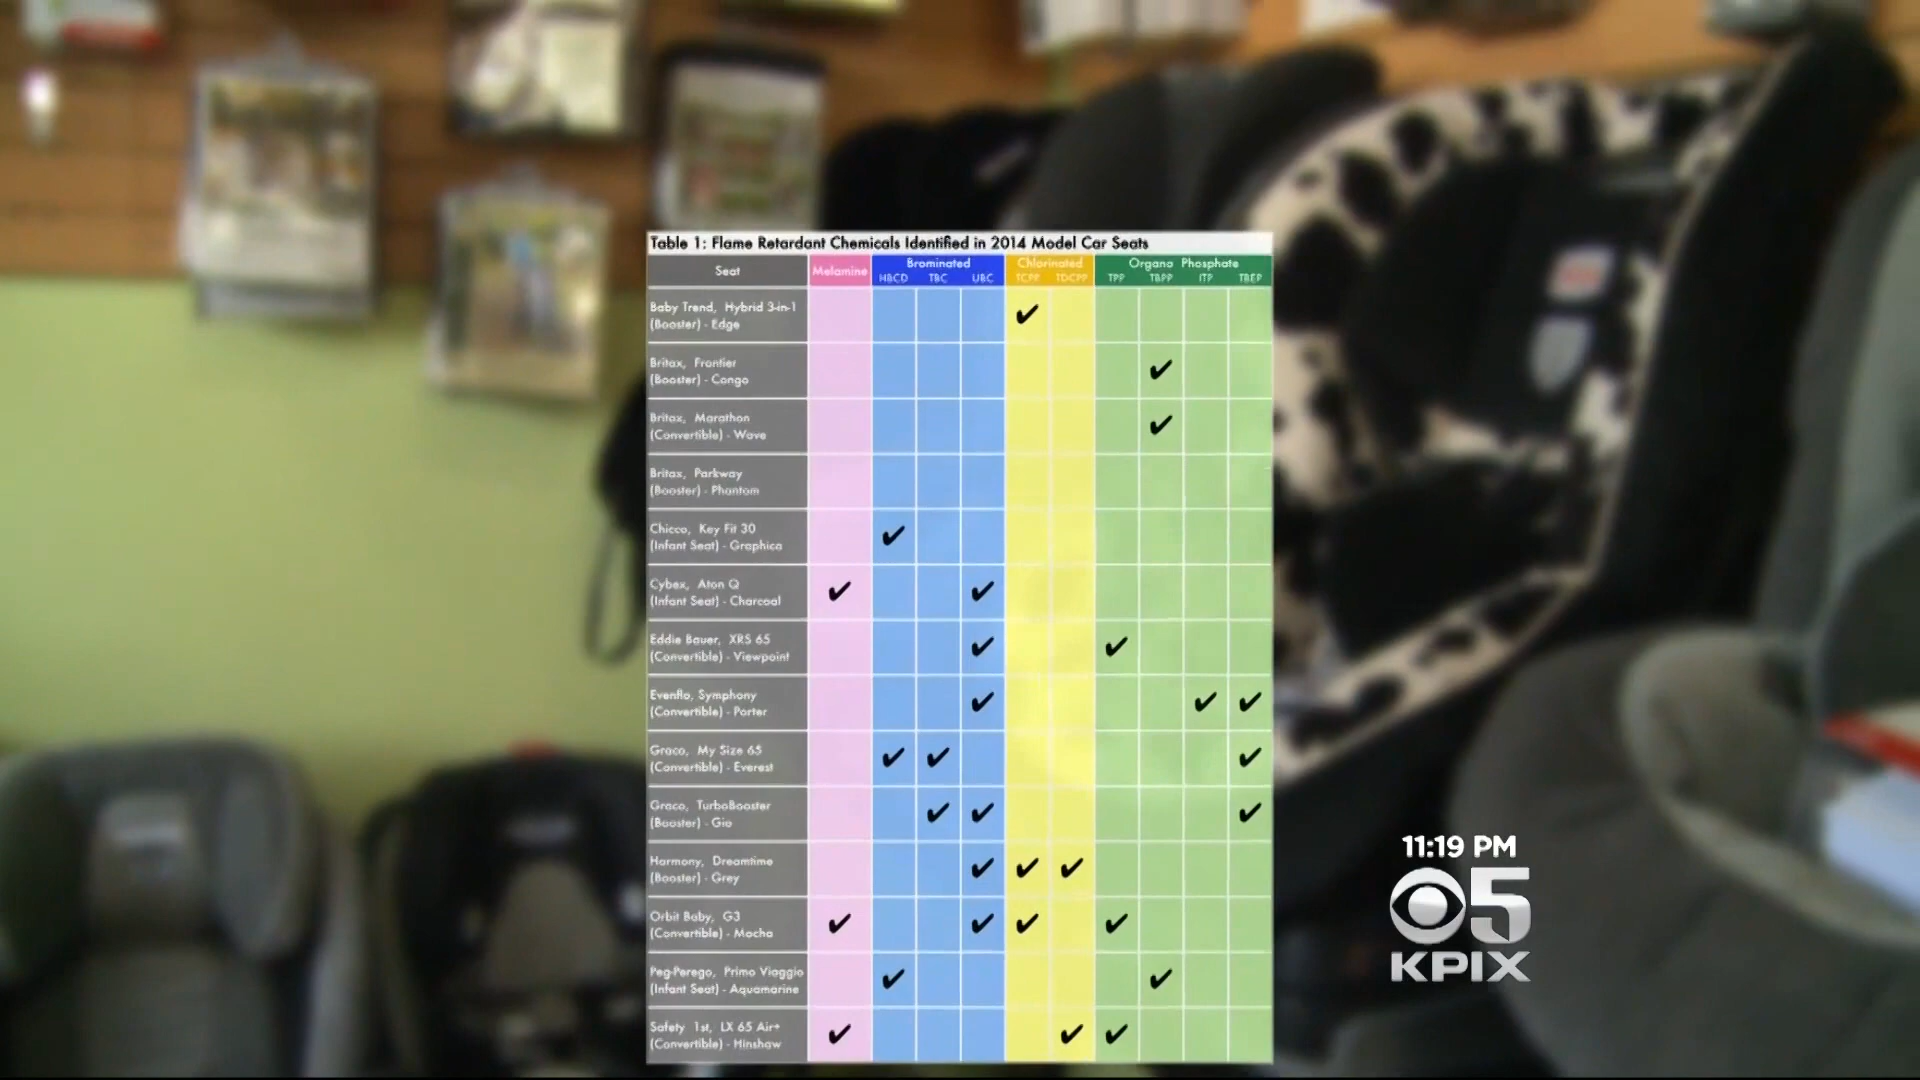 Table 1: Flame Retardant Chemicals Identified in 2014 Model Car Seats
Seat Melamine Brominated Chlorinated Organo Phosphate
HBCD TBC UBC TCPP TDCPP TPP TBPP ITP TBEP
Baby Trend, Hybrid 3-in-1
(Booster) - Edge ✔
Britax, Frontier
(Booster) - Congo ✔
Britax, Marathon
(Convertible) - Wave ✔
Britax, Parkway
(Booster) - Phantom
Chicco, Key Fit 30
(Infant Seat) - Graphica ✔
Cybex, Aton Q
(Infant Seat) - Charcoal ✔ ✔
Eddie Bauer, XRS 65
(Convertible) - Viewpoint ✔ ✔
Evenflo, Symphony
(Convertible) - Porter ✔ ✔ ✔
Graco, My Size 65
(Convertible) - Everest ✔ ✔ ✔
Graco, TurboBooster
(Booster) - Gio ✔ ✔ ✔
Harmony, Dreamtime
(Booster) - Grey ✔ ✔ ✔
Orbit Baby, G3
(Convertible) - Mocha ✔ ✔ ✔ ✔
Peg-Perego, Primo Viaggio
(Infant Seat) - Aquamarine ✔ ✔
Safety 1st, LX 65 Air+
(Convertible) - Hinshaw ✔ ✔ ✔
11:19 PM
5
KPIX